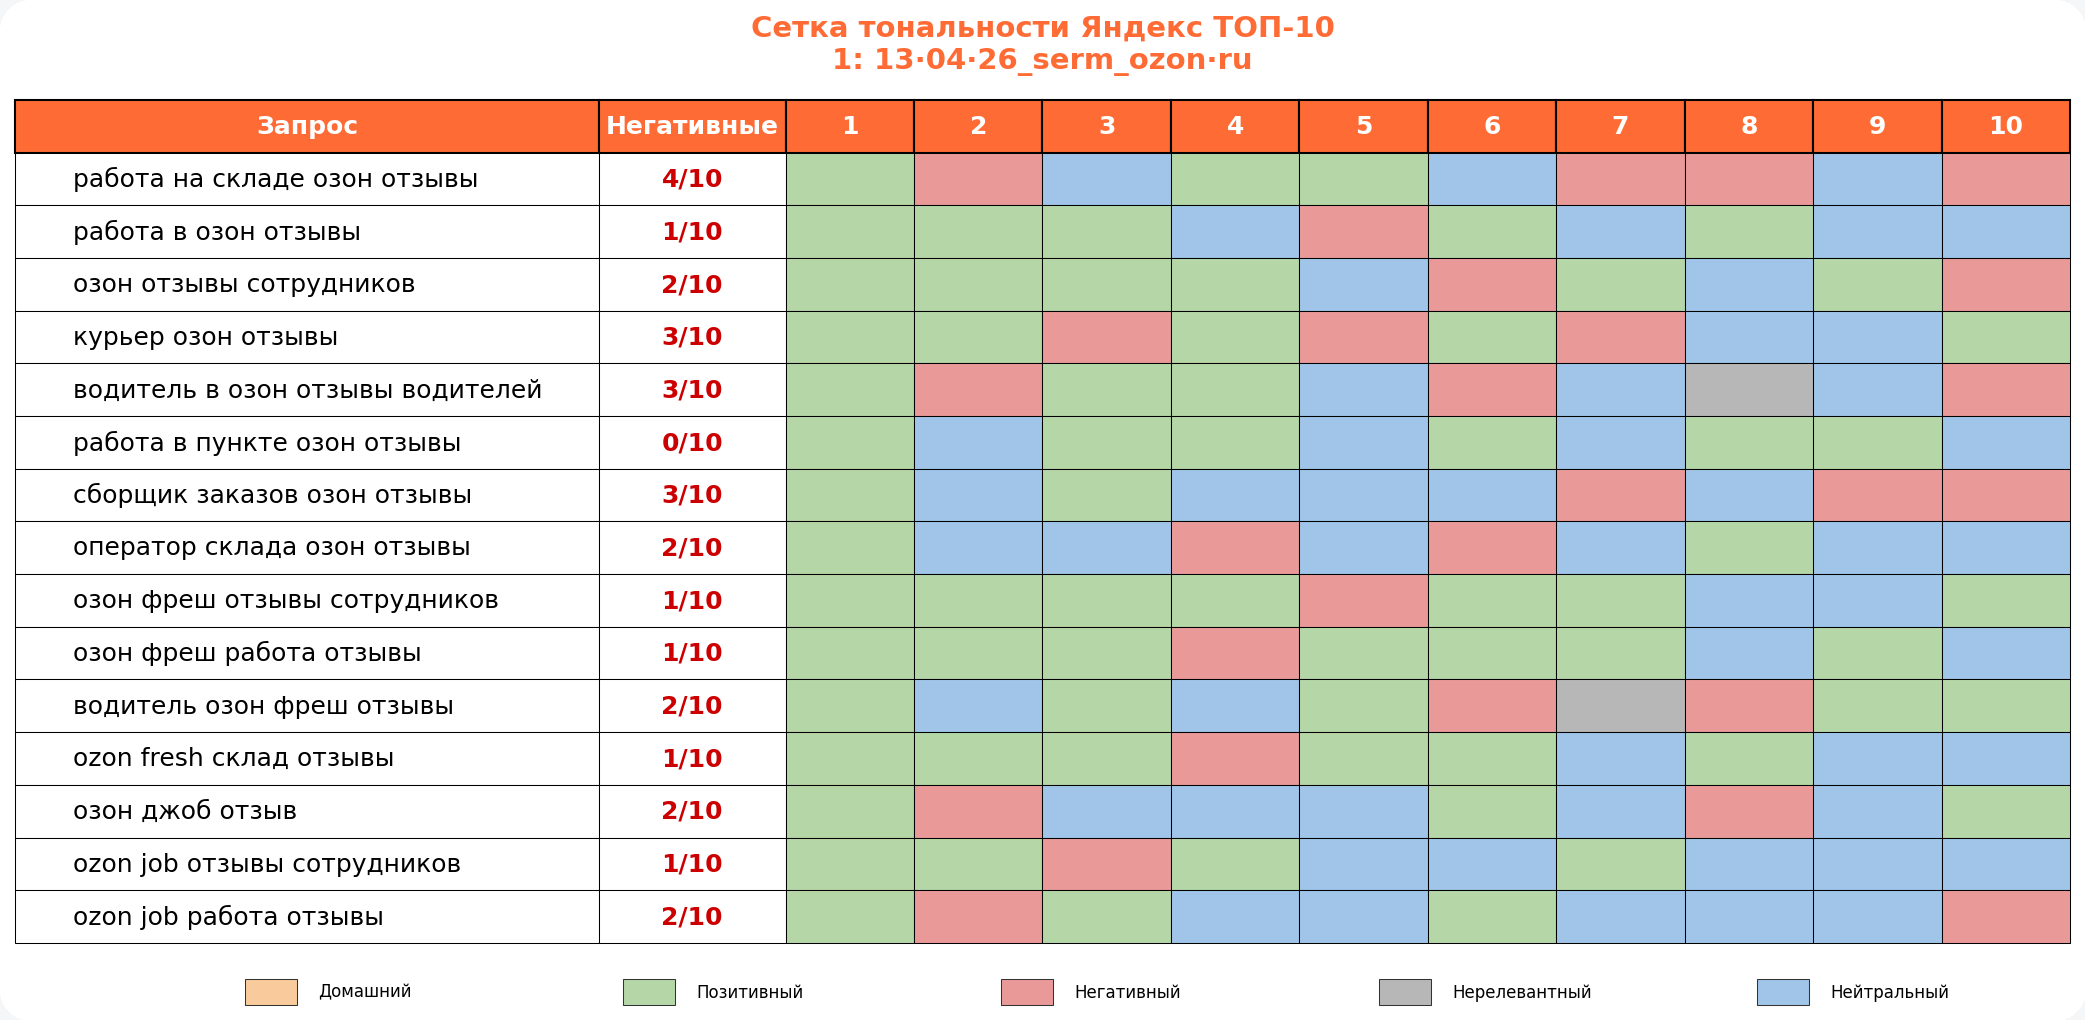 Сетка тональности Яндекс ТОП-10
1: 13·04·26_serm_ozon·ru
Запрос Негативные 1 2 3 4 5 6 7 8 9 10
работа на складе озон отзывы 4/10
работа в озон отзывы 1/10
озон отзывы сотрудников 2/10
курьер озон отзывы 3/10
водитель в озон отзывы водителей 3/10
работа в пункте озон отзывы 0/10
сборщик заказов озон отзывы 3/10
оператор склада озон отзывы 2/10
озон фреш отзывы сотрудников 1/10
озон фреш работа отзывы 1/10
водитель озон фреш отзывы 2/10
ozon fresh склад отзывы 1/10
озон джоб отзыв 2/10
ozon job отзывы сотрудников 1/10
ozon job работа отзывы 2/10
Домашний Позитивный Негативный Нерелевантный Нейтральный